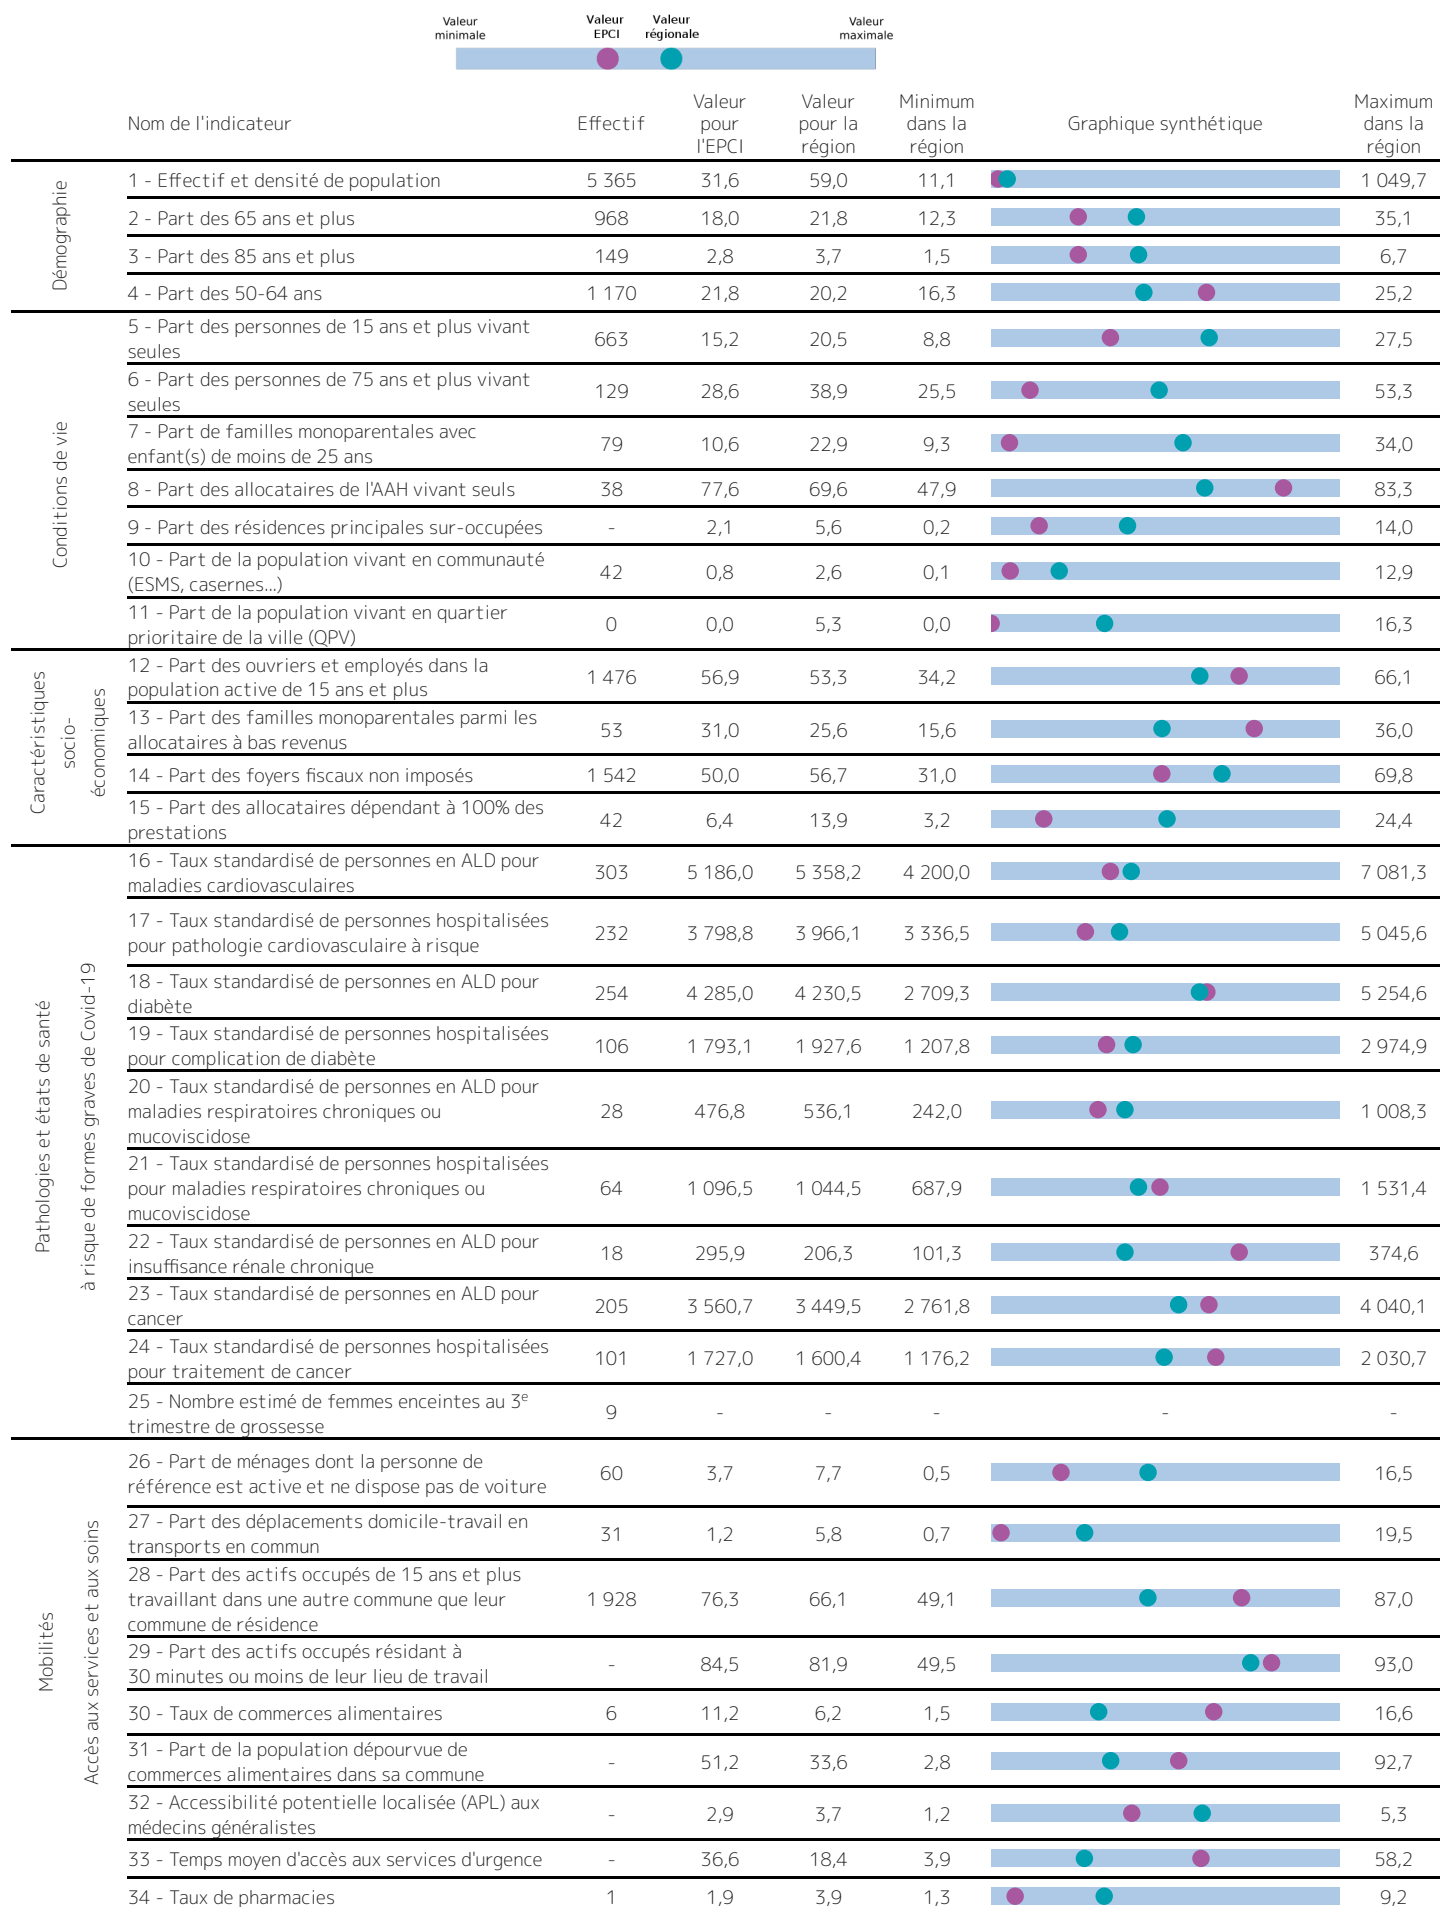 Valeur minimale
Valeur EPCI
Valeur régionale
Valeur maximale
Nom de l'indicateur
Effectif
Valeur pour l'EPCI
Valeur pour la région
Minimum dans la région
Graphique synthétique
Maximum dans la région
Démographie
1 - Effectif et densité de population 5 365 31,6 59,0 11,1 1 049,7
2 - Part des 65 ans et plus 968 18,0 21,8 12,3 35,1
3 - Part des 85 ans et plus 149 2,8 3,7 1,5 6,7
4 - Part des 50-64 ans 1 170 21,8 20,2 16,3 25,2
Conditions de vie
5 - Part des personnes de 15 ans et plus vivant
seules 663 15,2 20,5 8,8 27,5
6 - Part des personnes de 75 ans et plus vivant
seules 129 28,6 38,9 25,5 53,3
7 - Part de familles monoparentales avec
enfant(s) de moins de 25 ans 79 10,6 22,9 9,3 34,0
8 - Part des allocataires de l'AAH vivant seuls 38 77,6 69,6 47,9 83,3
9 - Part des résidences principales sur-occupées - 2,1 5,6 0,2 14,0
10 - Part de la population vivant en communauté
(ESMS, casernes...) 42 0,8 2,6 0,1 12,9
11 - Part de la population vivant en quartier
prioritaire de la ville (QPV) 0 0,0 5,3 0,0 16,3
Caractéristiques
socio-
économiques
12 - Part des ouvriers et employés dans la
population active de 15 ans et plus 1 476 56,9 53,3 34,2 66,1
13 - Part des familles monoparentales parmi les
allocataires à bas revenus 53 31,0 25,6 15,6 36,0
14 - Part des foyers fiscaux non imposés 1 542 50,0 56,7 31,0 69,8
15 - Part des allocataires dépendant à 100% des
prestations 42 6,4 13,9 3,2 24,4
Pathologies et états de santé
à risque de formes graves de Covid-19
16 - Taux standardisé de personnes en ALD pour
maladies cardiovasculaires 303 5 186,0 5 358,2 4 200,0 7 081,3
17 - Taux standardisé de personnes hospitalisées
pour pathologie cardiovasculaire à risque 232 3 798,8 3 966,1 3 336,5 5 045,6
18 - Taux standardisé de personnes en ALD pour
diabète 254 4 285,0 4 230,5 2 709,3 5 254,6
19 - Taux standardisé de personnes hospitalisées
pour complication de diabète 106 1 793,1 1 927,6 1 207,8 2 974,9
20 - Taux standardisé de personnes en ALD pour
maladies respiratoires chroniques ou
mucoviscidose 28 476,8 536,1 242,0 1 008,3
21 - Taux standardisé de personnes hospitalisées
pour maladies respiratoires chroniques ou
mucoviscidose 64 1 096,5 1 044,5 687,9 1 531,4
22 - Taux standardisé de personnes en ALD pour
insuffisance rénale chronique 18 295,9 206,3 101,3 374,6
23 - Taux standardisé de personnes en ALD pour
cancer 205 3 560,7 3 449,5 2 761,8 4 040,1
24 - Taux standardisé de personnes hospitalisées
pour traitement de cancer 101 1 727,0 1 600,4 1 176,2 2 030,7
25 - Nombre estimé de femmes enceintes au 3e
trimestre de grossesse 9 - - - - -
Mobilités
Accès aux services et aux soins
26 - Part de ménages dont la personne de
référence est active et ne dispose pas de voiture 60 3,7 7,7 0,5 16,5
27 - Part des déplacements domicile-travail en
transports en commun 31 1,2 5,8 0,7 19,5
28 - Part des actifs occupés de 15 ans et plus
travaillant dans une autre commune que leur
commune de résidence 1 928 76,3 66,1 49,1 87,0
29 - Part des actifs occupés résidant à
30 minutes ou moins de leur lieu de travail - 84,5 81,9 49,5 93,0
30 - Taux de commerces alimentaires 6 11,2 6,2 1,5 16,6
31 - Part de la population dépourvue de
commerces alimentaires dans sa commune - 51,2 33,6 2,8 92,7
32 - Accessibilité potentielle localisée (APL) aux
médecins généralistes - 2,9 3,7 1,2 5,3
33 - Temps moyen d'accès aux services d'urgence - 36,6 18,4 3,9 58,2
34 - Taux de pharmacies 1 1,9 3,9 1,3 9,2